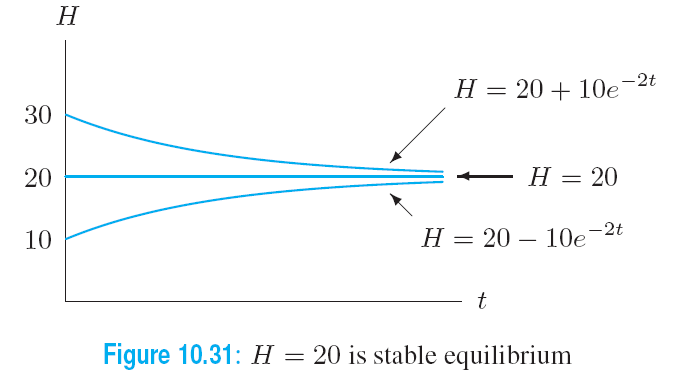 H
H = 20 + 10e^{-2t}
30
20
H = 20
10
H = 20 − 10e^{-2t}
t
Figure 10.31: H = 20 is stable equilibrium